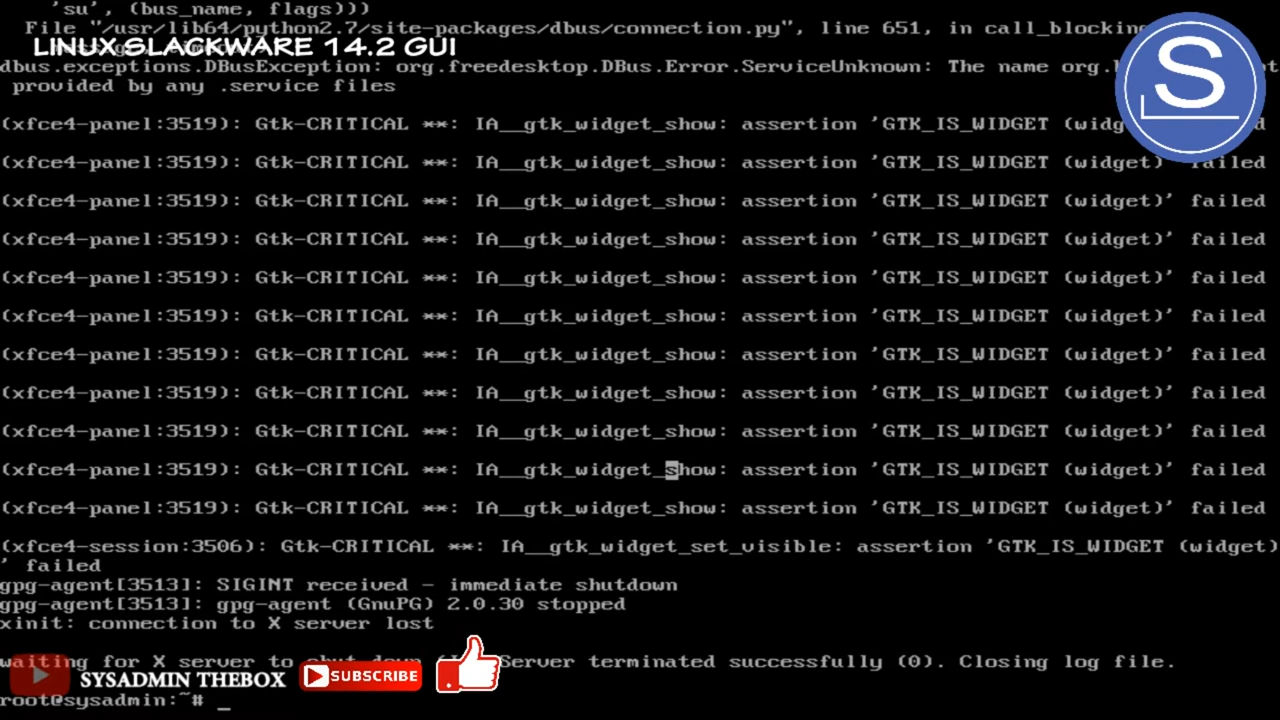 'su', (bus_name, flags)))
File "/usr/lib64/python2.7/site-packages/dbus/connection.py", line 651, in call_blocking
LINUX SLACKWARE 14.2 GUI
dbus.exceptions.DBusException: org.freedesktop.DBus.Error.ServiceUnknown: The name org.
provided by any .service files
S
(xfce4-panel:3519): Gtk-CRITICAL **: IA__gtk_widget_show: assertion 'GTK_IS_WIDGET
(xfce4-panel:3519): Gtk-CRITICAL **: IA__gtk_widget_show: assertion 'GTK_IS_WIDGET (widget)' failed
(xfce4-panel:3519): Gtk-CRITICAL **: IA__gtk_widget_show: assertion 'GTK_IS_WIDGET (widget)' failed
(xfce4-panel:3519): Gtk-CRITICAL **: IA__gtk_widget_show: assertion 'GTK_IS_WIDGET (widget)' failed
(xfce4-panel:3519): Gtk-CRITICAL **: IA__gtk_widget_show: assertion 'GTK_IS_WIDGET (widget)' failed
(xfce4-panel:3519): Gtk-CRITICAL **: IA__gtk_widget_show: assertion 'GTK_IS_WIDGET (widget)' failed
(xfce4-panel:3519): Gtk-CRITICAL **: IA__gtk_widget_show: assertion 'GTK_IS_WIDGET (widget)' failed
(xfce4-panel:3519): Gtk-CRITICAL **: IA__gtk_widget_show: assertion 'GTK_IS_WIDGET (widget)' failed
(xfce4-panel:3519): Gtk-CRITICAL **: IA__gtk_widget_show: assertion 'GTK_IS_WIDGET (widget)' failed
(xfce4-panel:3519): Gtk-CRITICAL **: IA__gtk_widget_show: assertion 'GTK_IS_WIDGET (widget)' failed
(xfce4-panel:3519): Gtk-CRITICAL **: IA__gtk_widget_show: assertion 'GTK_IS_WIDGET (widget)' failed
(xfce4-session:3506): Gtk-CRITICAL **: IA__gtk_widget_set_visible: assertion 'GTK_IS_WIDGET (widget)
' failed
gpg-agent[3513]: SIGINT received - immediate shutdown
gpg-agent[3513]: gpg-agent (GnuPG) 2.0.30 stopped
xinit: connection to X server lost
waiting for X server to shut down Server terminated successfully (0). Closing log file.
SYSADMIN THEBOX SUBSCRIBE
root@sysadmin:~# _